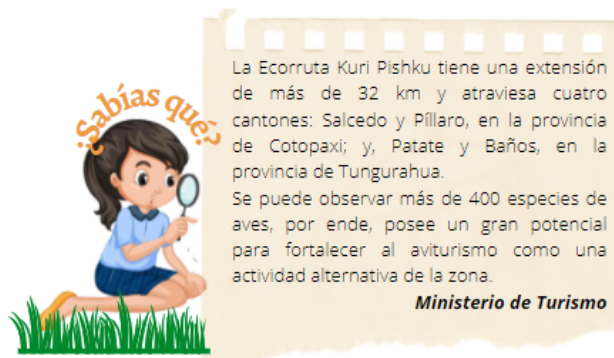 ¿Sabías qué?
La Ecorruta Kuri Pishku tiene una extensión
de más de 32 km y atraviesa cuatro
cantones: Salcedo y Píllaro, en la provincia
de Cotopaxi; y, Patate y Baños, en la
provincia de Tungurahua.
Se puede observar más de 400 especies de
aves, por ende, posee un gran potencial
para fortalecer al aviturismo como una
actividad alternativa de la zona.
Ministerio de Turismo